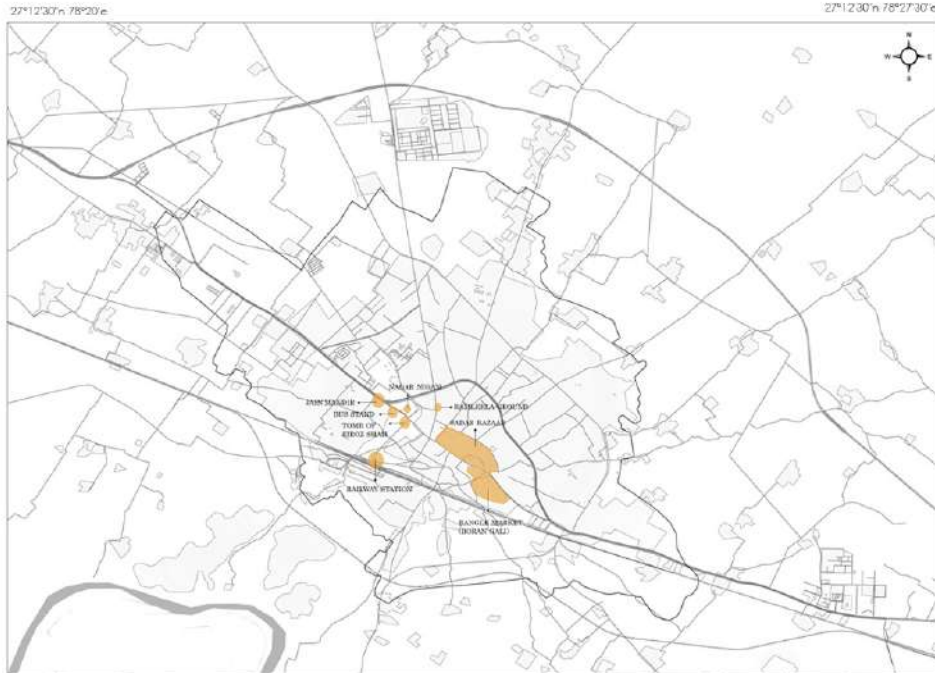 27°12'30"n 78°20'e
27°12'30"n 78°27'30"e
N
W E
S
NAGAR NIGAM
JAIN MANDIR
RAMLEELA GROUND
BUS STAND
SADAR BAZAAR
TOMB OF
FIROZ SHAH
RAILWAY STATION
BANGLE MARKET
(BORAN GALI)